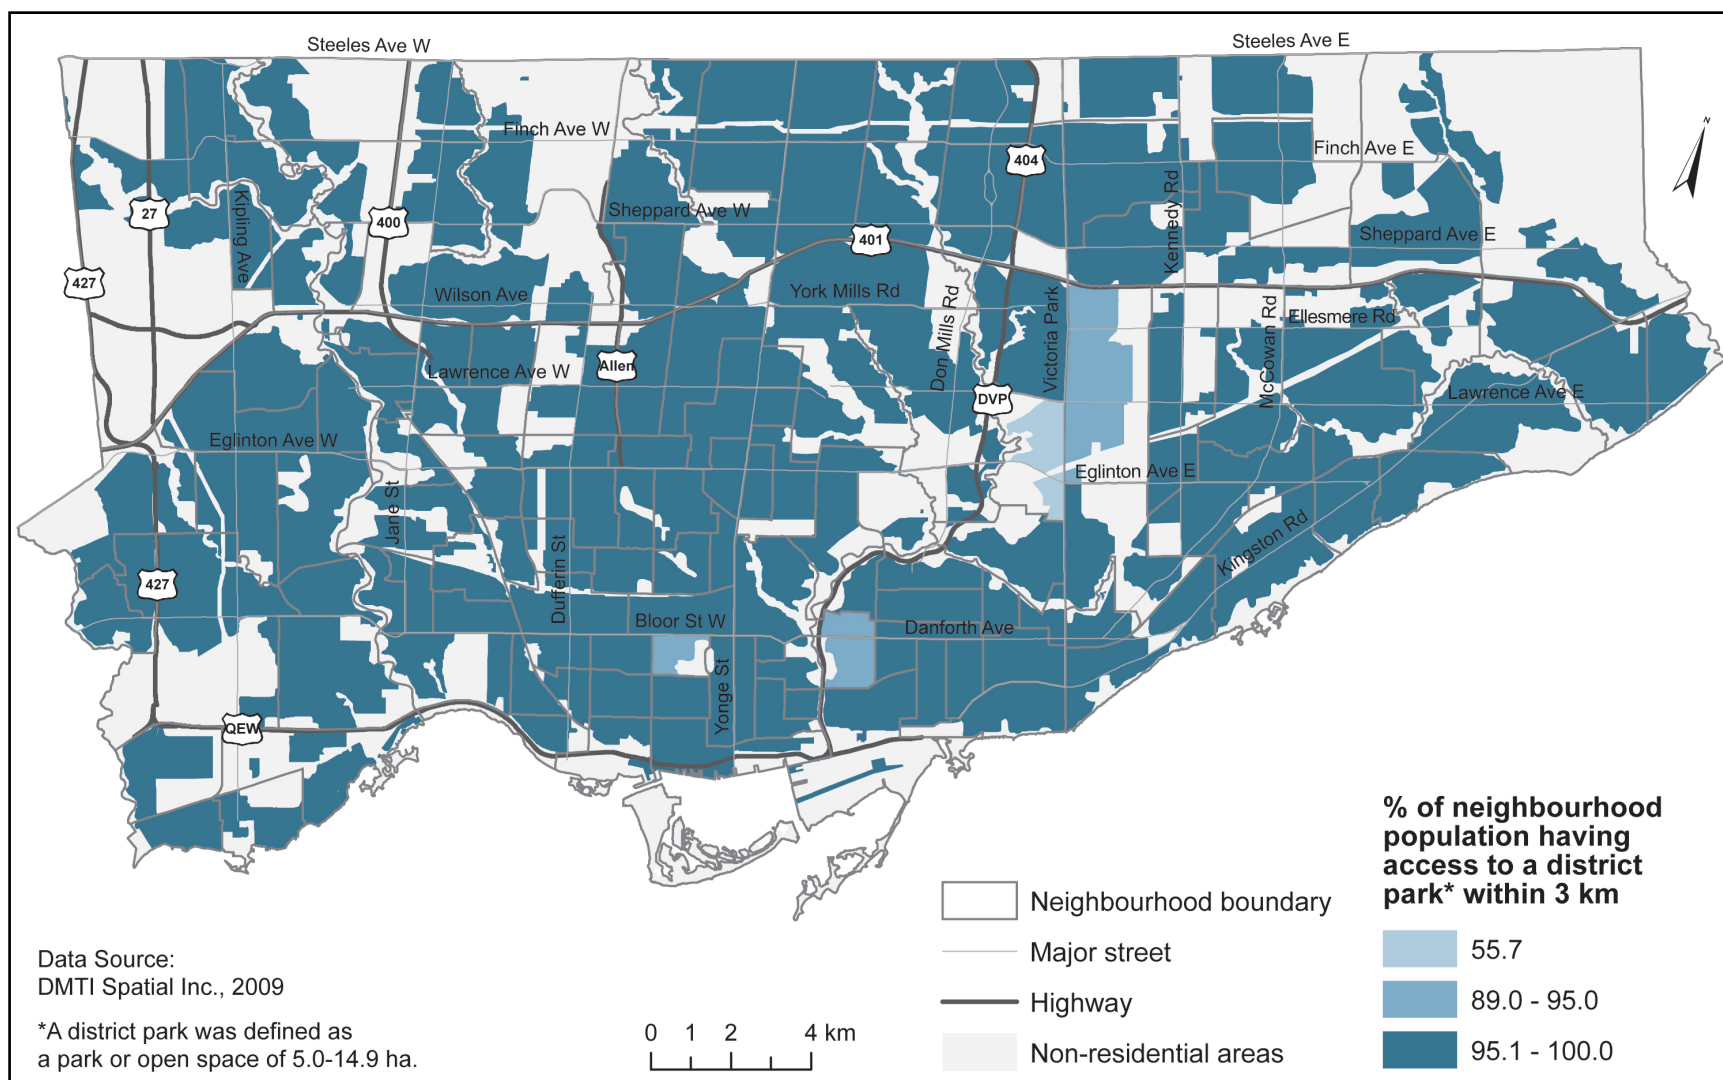 Steeles Ave W
Steeles Ave E
N
Finch Ave W
Finch Ave E
404
27
Kipling Ave
400
Sheppard Ave W
401
Kennedy Rd
Sheppard Ave E
427
Wilson Ave
York Mills Rd
Don Mills Rd
Victoria Park
McCowan Rd
Ellesmere Rd
Allen
Lawrence Ave W
DVP
Lawrence Ave E
Eglinton Ave W
Eglinton Ave E
Jane St
Dufferin St
Kingston Rd
427
Bloor St W
Danforth Ave
Yonge St
QEW
% of neighbourhood
population having
access to a district
park* within 3 km
55.7
89.0 - 95.0
95.1 - 100.0
Neighbourhood boundary
Major street
Highway
Non-residential areas
0 1 2 4 km
Data Source:
DMTI Spatial Inc., 2009
*A district park was defined as
a park or open space of 5.0-14.9 ha.